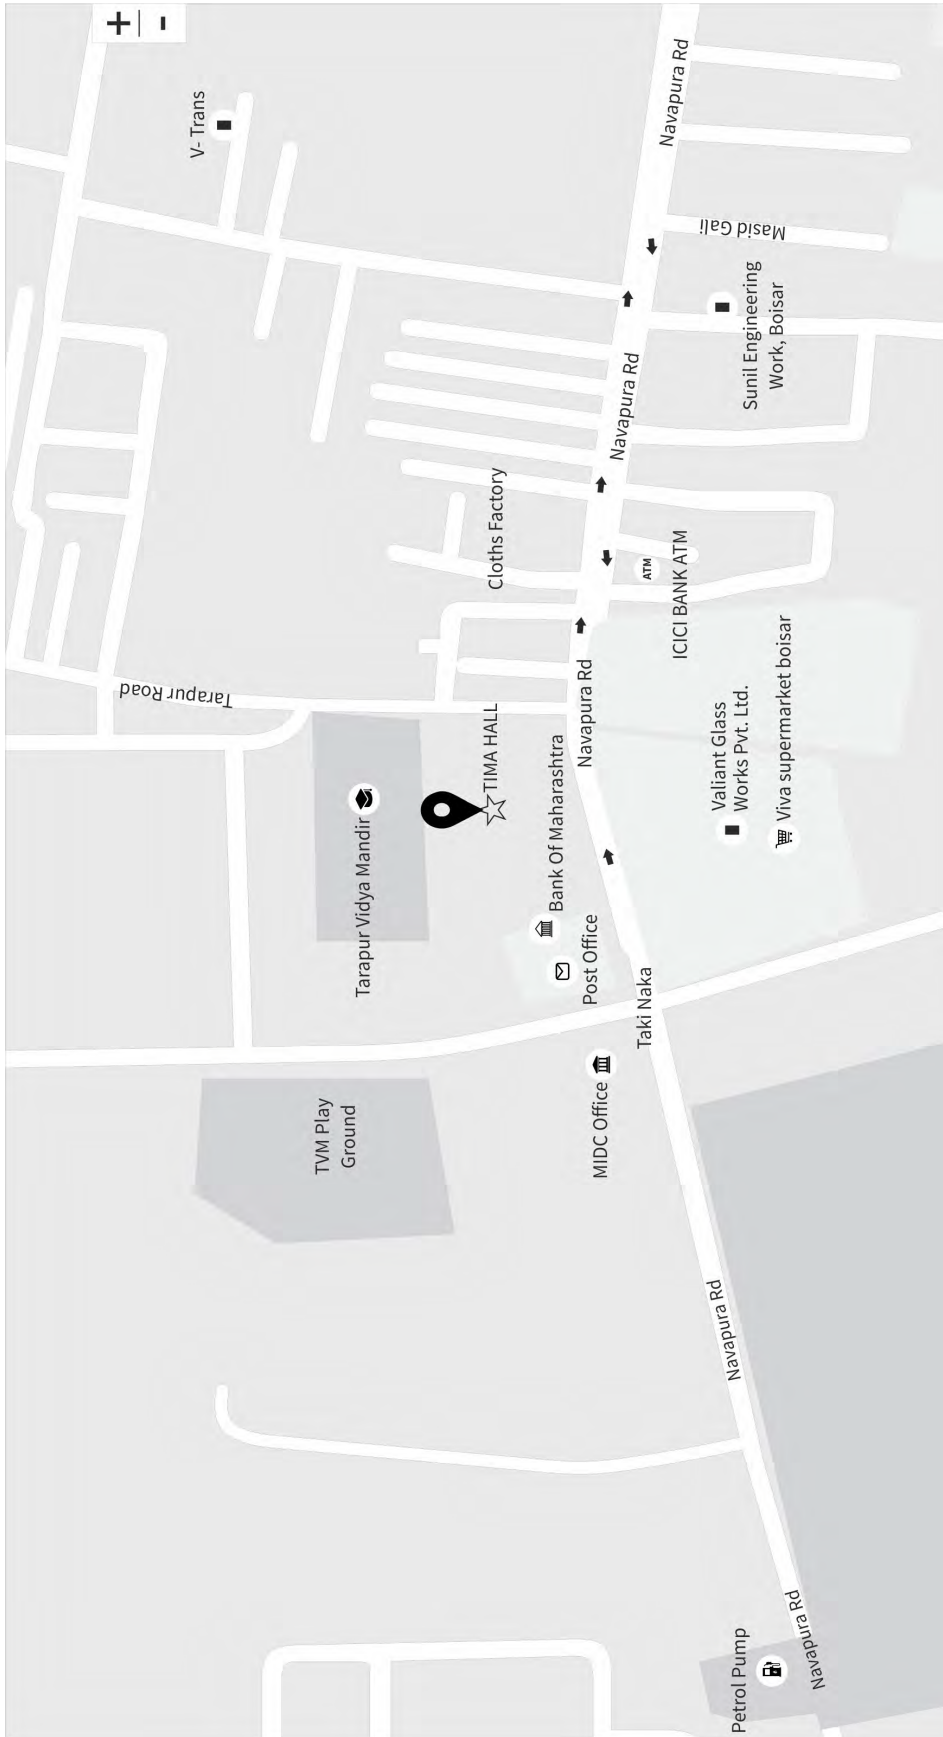 +
-
V- Trans
Navapura Rd
Masid Gali
Sunil Engineering
Work, Boisar
Navapura Rd
Cloths Factory
ATM
ICICI BANK ATM
Tarapur Road
Navapura Rd
TIMA HALL
Valiant Glass
Works Pvt. Ltd.
Viva supermarket boisar
Bank Of Maharashtra
Tarapur Vidya Mandir
Post Office
Taki Naka
MIDC Office
TVM Play
Ground
Navapura Rd
Navapura Rd
Petrol Pump